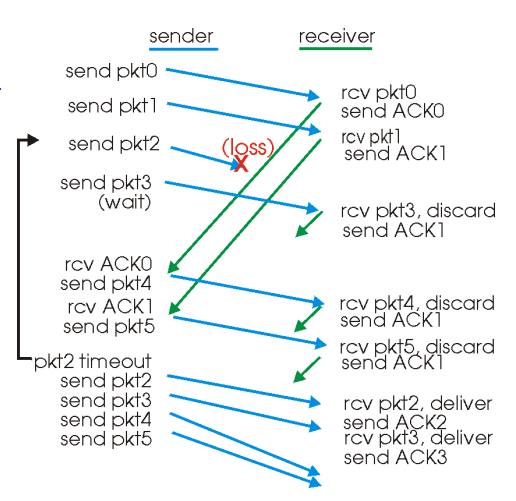 sender
receiver
send pkt0
rcv pkt0
send ACK0
send pkt1
rcv pkt1
send ACK1
send pkt2
(loss)
X
send pkt3
(wait)
rcv pkt3, discard
send ACK1
rcv ACK0
send pkt4
rcv ACK1
send pkt5
rcv pkt4, discard
send ACK1
rcv pkt5, discard
send ACK1
pkt2 timeout
send pkt2
send pkt3
send pkt4
send pkt5
rcv pkt2, deliver
send ACK2
rcv pkt3, deliver
send ACK3